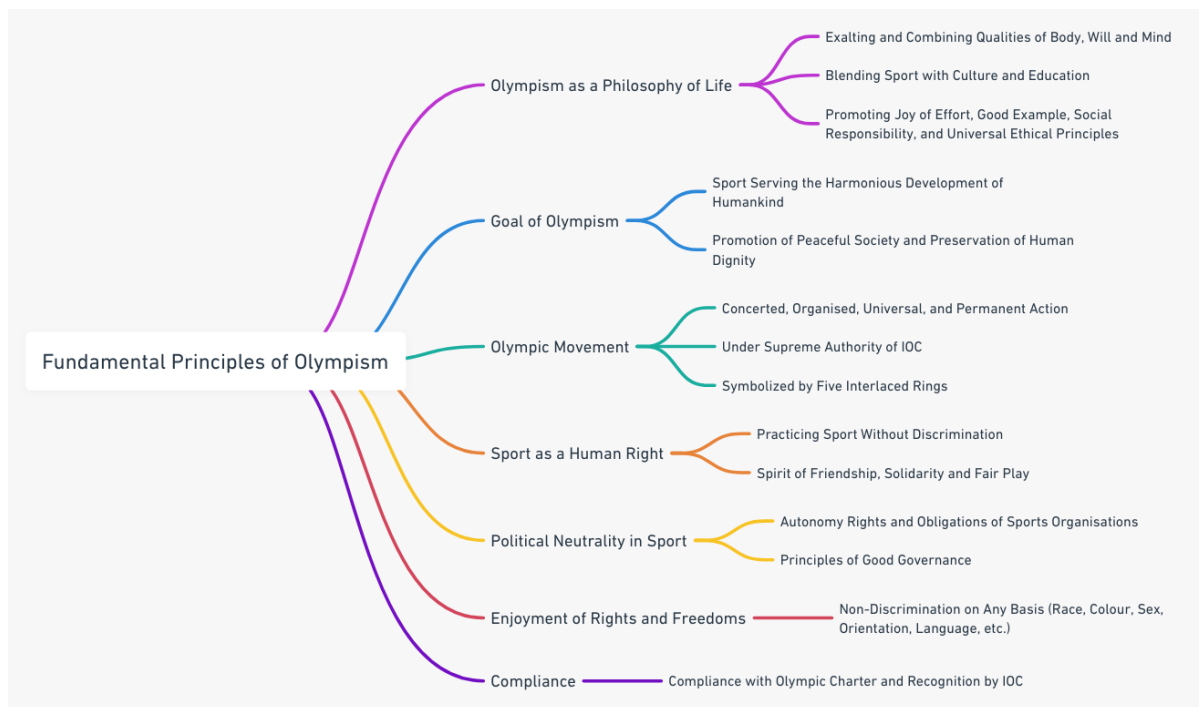 Fundamental Principles of Olympism
Olympism as a Philosophy of Life
Exalting and Combining Qualities of Body, Will and Mind
Blending Sport with Culture and Education
Promoting Joy of Effort, Good Example, Social
Responsibility, and Universal Ethical Principles
Goal of Olympism
Sport Serving the Harmonious Development of
Humankind
Promotion of Peaceful Society and Preservation of Human
Dignity
Olympic Movement
Concerted, Organised, Universal, and Permanent Action
Under Supreme Authority of IOC
Symbolized by Five Interlaced Rings
Sport as a Human Right
Practicing Sport Without Discrimination
Spirit of Friendship, Solidarity and Fair Play
Political Neutrality in Sport
Autonomy Rights and Obligations of Sports Organisations
Principles of Good Governance
Enjoyment of Rights and Freedoms
Non-Discrimination on Any Basis (Race, Colour, Sex,
Orientation, Language, etc.)
Compliance
Compliance with Olympic Charter and Recognition by IOC